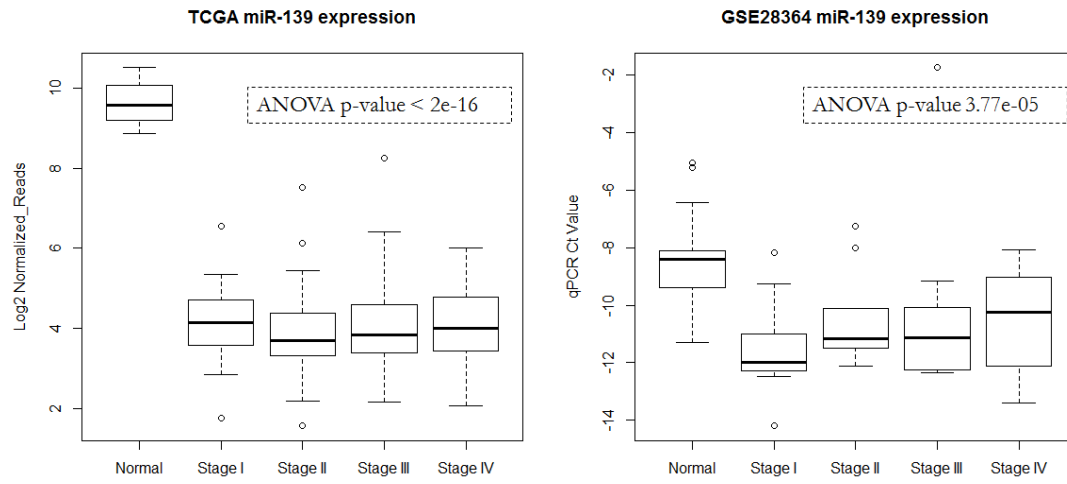 TCGA miR-139 expression
ANOVA p-value < 2e-16
Log2 Normalized_Reads
10
8
6
4
2
Normal
Stage I
Stage II
Stage III
Stage IV
GSE28364 miR-139 expression
ANOVA p-value 3.77e-05
qPCR Ct Value
-2
-4
-6
-8
-10
-12
-14
Normal
Stage I
Stage II
Stage III
Stage IV